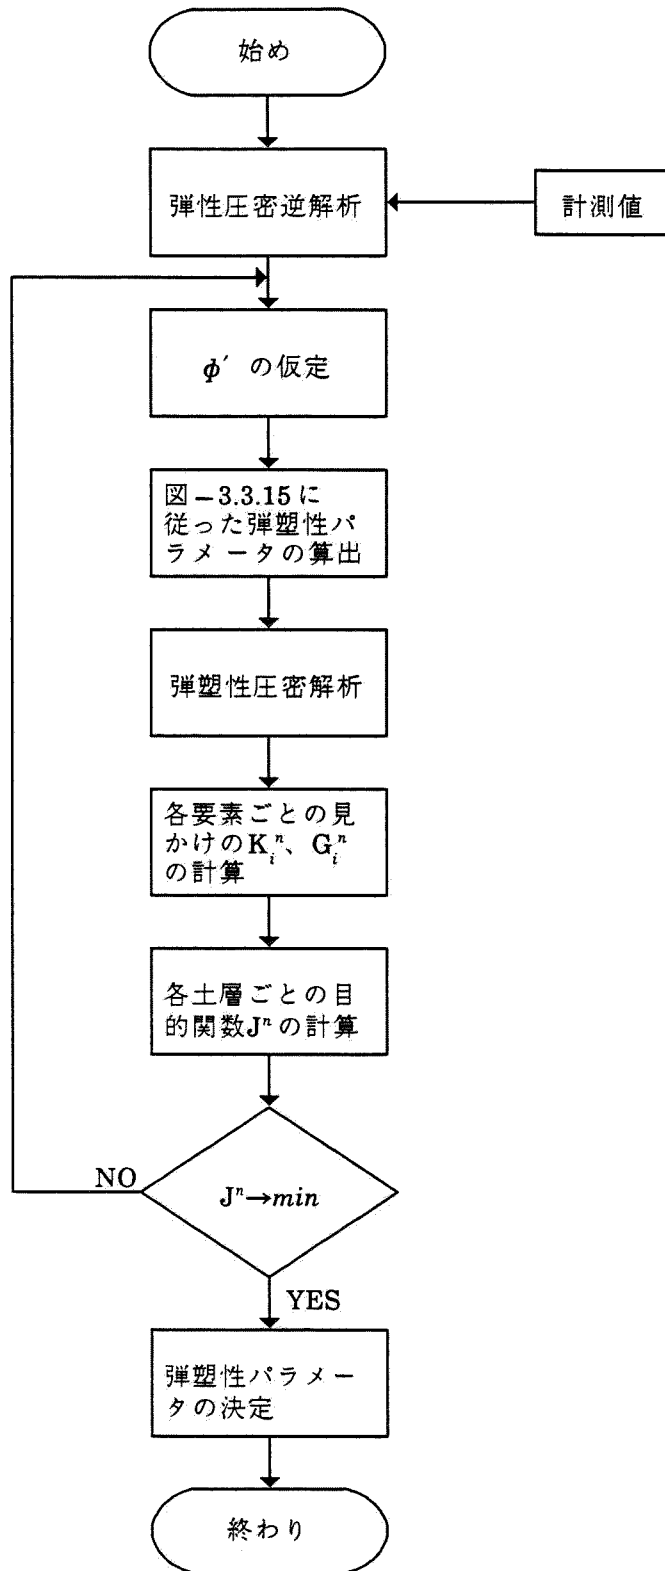 始め
弾性圧密逆解析
計測値
ϕ′ の仮定
図－3.3.15に
従った弾塑性パ
ラメータの算出
弾塑性圧密解析
各要素ごとの見
かけのK_i^n、G_i^n
の計算
各土層ごとの目
的関数J^nの計算
NO
J^n→min
YES
弾塑性パラメー
タの決定
終わり